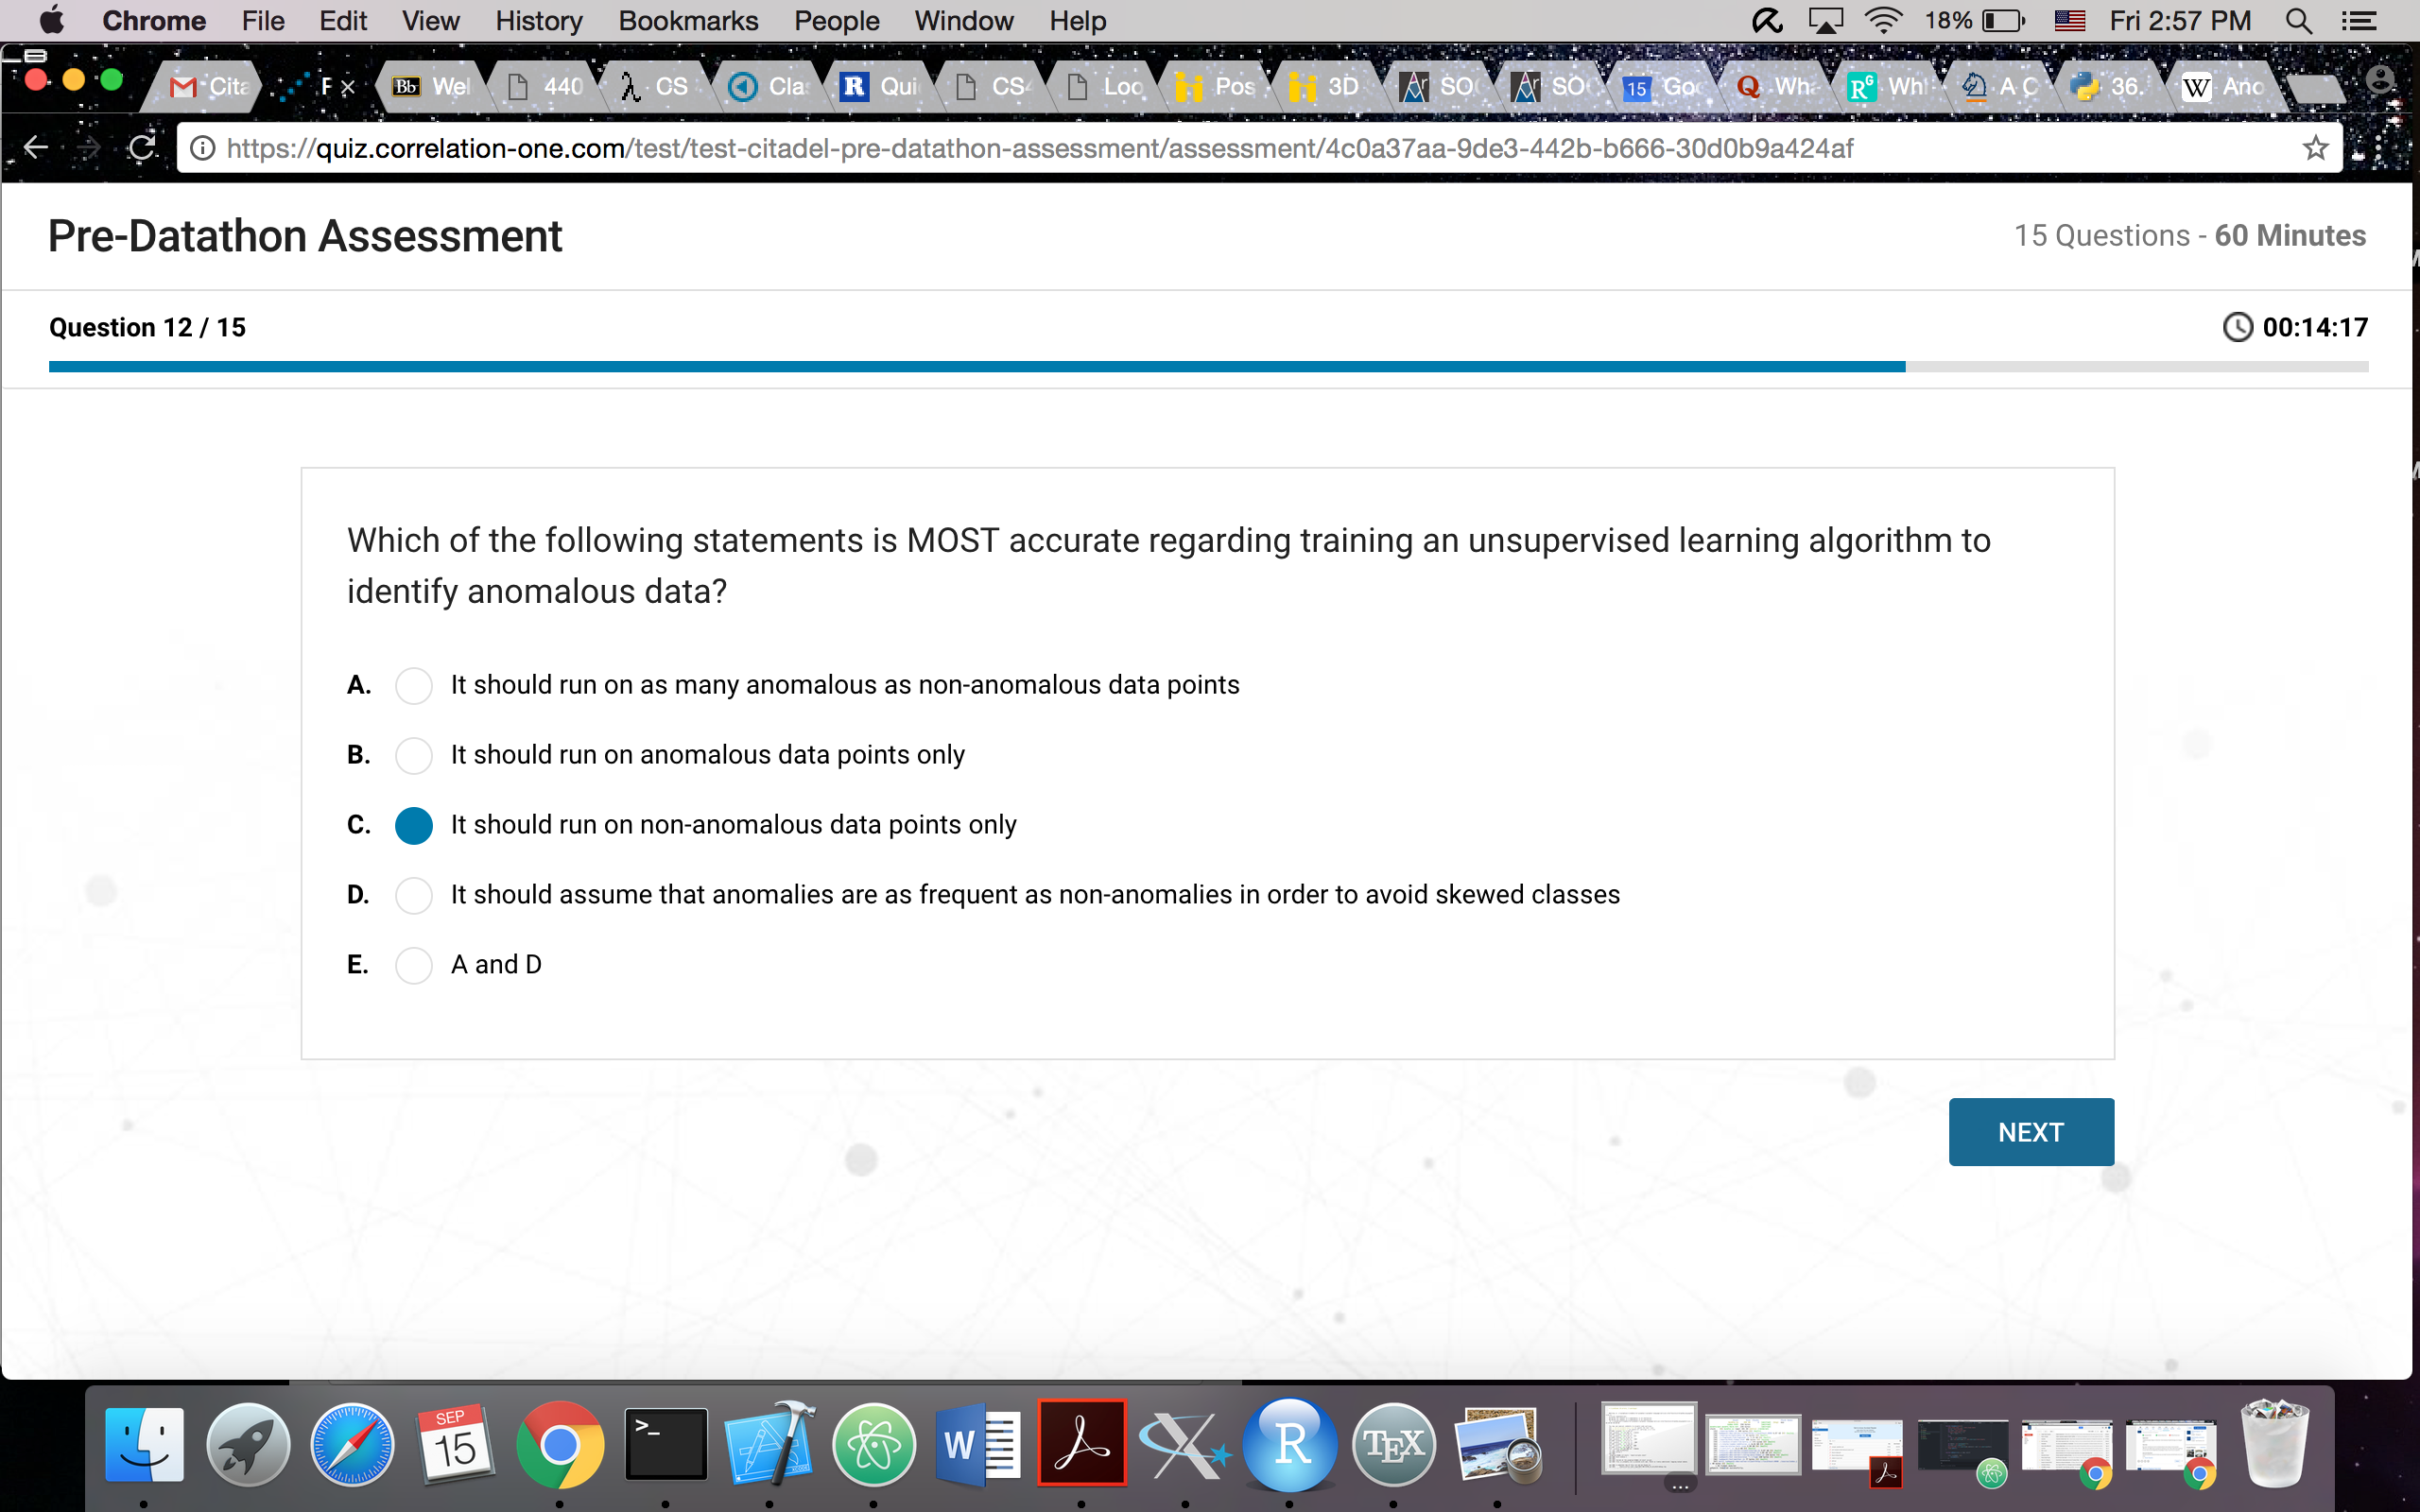 Chrome File Edit View History Bookmarks People Window Help 18% Fri 2:57 PM
Cita F Bb Wel 440 CS Cla R Qui CS4 Loc Pos 3D SO SO 15 Go Q Wha Wh A C 36. W Ano
https://quiz.correlation-one.com/test/test-citadel-pre-datathon-assessment/assessment/4c0a37aa-9de3-442b-b666-30d0b9a424af
Pre-Datathon Assessment 15 Questions - 60 Minutes
Question 12 / 15 00:14:17
Which of the following statements is MOST accurate regarding training an unsupervised learning algorithm to
identify anomalous data?
A. It should run on as many anomalous as non-anomalous data points
B. It should run on anomalous data points only
C. It should run on non-anomalous data points only
D. It should assume that anomalies are as frequent as non-anomalies in order to avoid skewed classes
E. A and D
NEXT
SEP
15 >_ W X R TEX